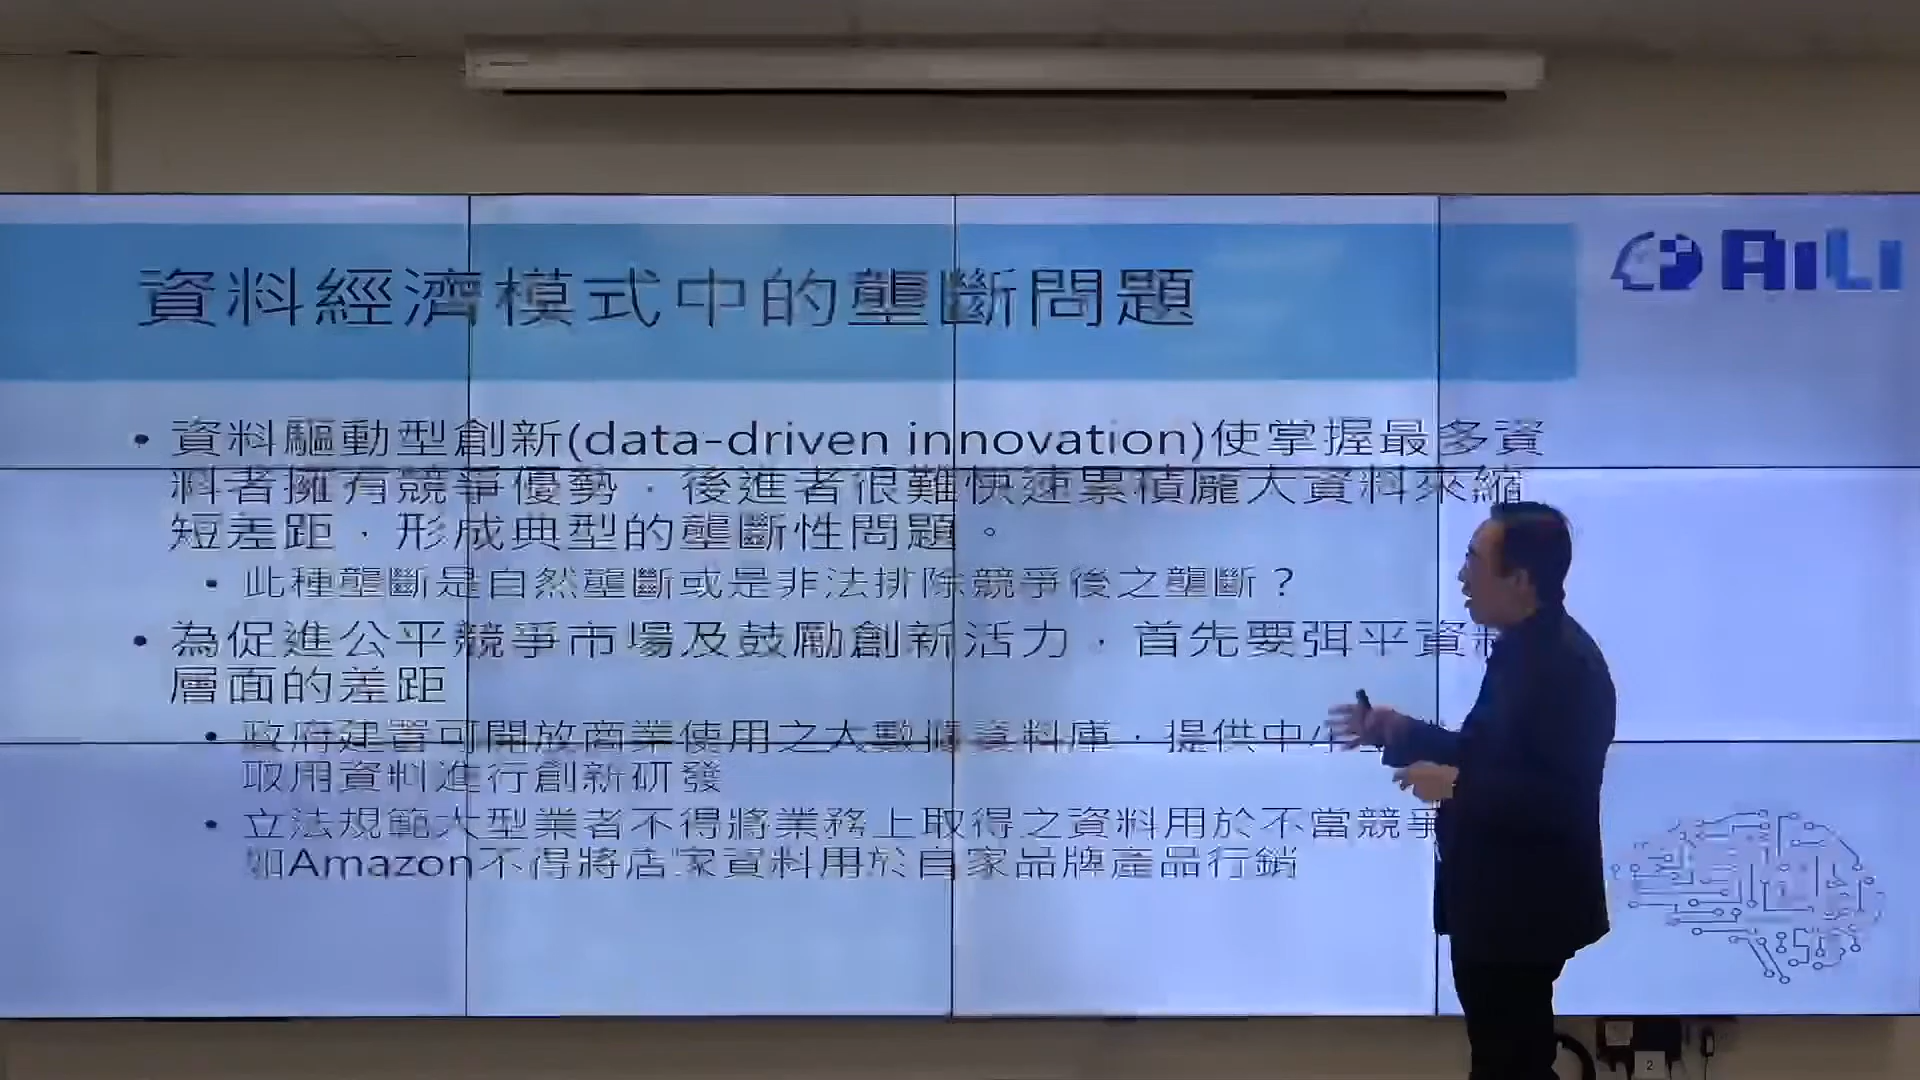 資料經濟模式中的壟斷問題
AiLi
• 資料驅動型創新(data-driven innovation)使掌握最多資
料者擁有競爭優勢，後進者很難快速累積龐大資料來縮
短差距，形成典型的壟斷性問題。
• 此種壟斷是自然壟斷或是非法排除競爭後之壟斷？
• 為促進公平競爭市場及鼓勵創新活力，首先要弭平資料
層面的差距
• 政府建置可開放商業使用之大數據資料庫，提供中小
取用資料進行創新研發
• 立法規範大型業者不得將業務上取得之資料用於不當競爭
如Amazon不得將店家資料用於自家品牌產品行銷
2